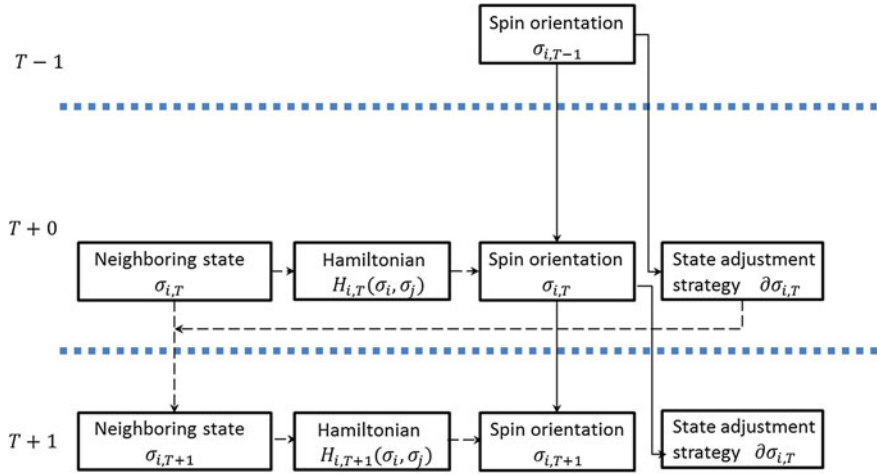 Spin orientation
σ_{i,T−1}
T − 1
T + 0
Neighboring state
σ_{i,T}
Hamiltonian
H_{i,T}(σ_i, σ_j)
Spin orientation
σ_{i,T}
State adjustment
strategy ∂σ_{i,T}
T + 1
Neighboring state
σ_{i,T+1}
Hamiltonian
H_{i,T+1}(σ_i, σ_j)
Spin orientation
σ_{i,T+1}
State adjustment
strategy ∂σ_{i,T}